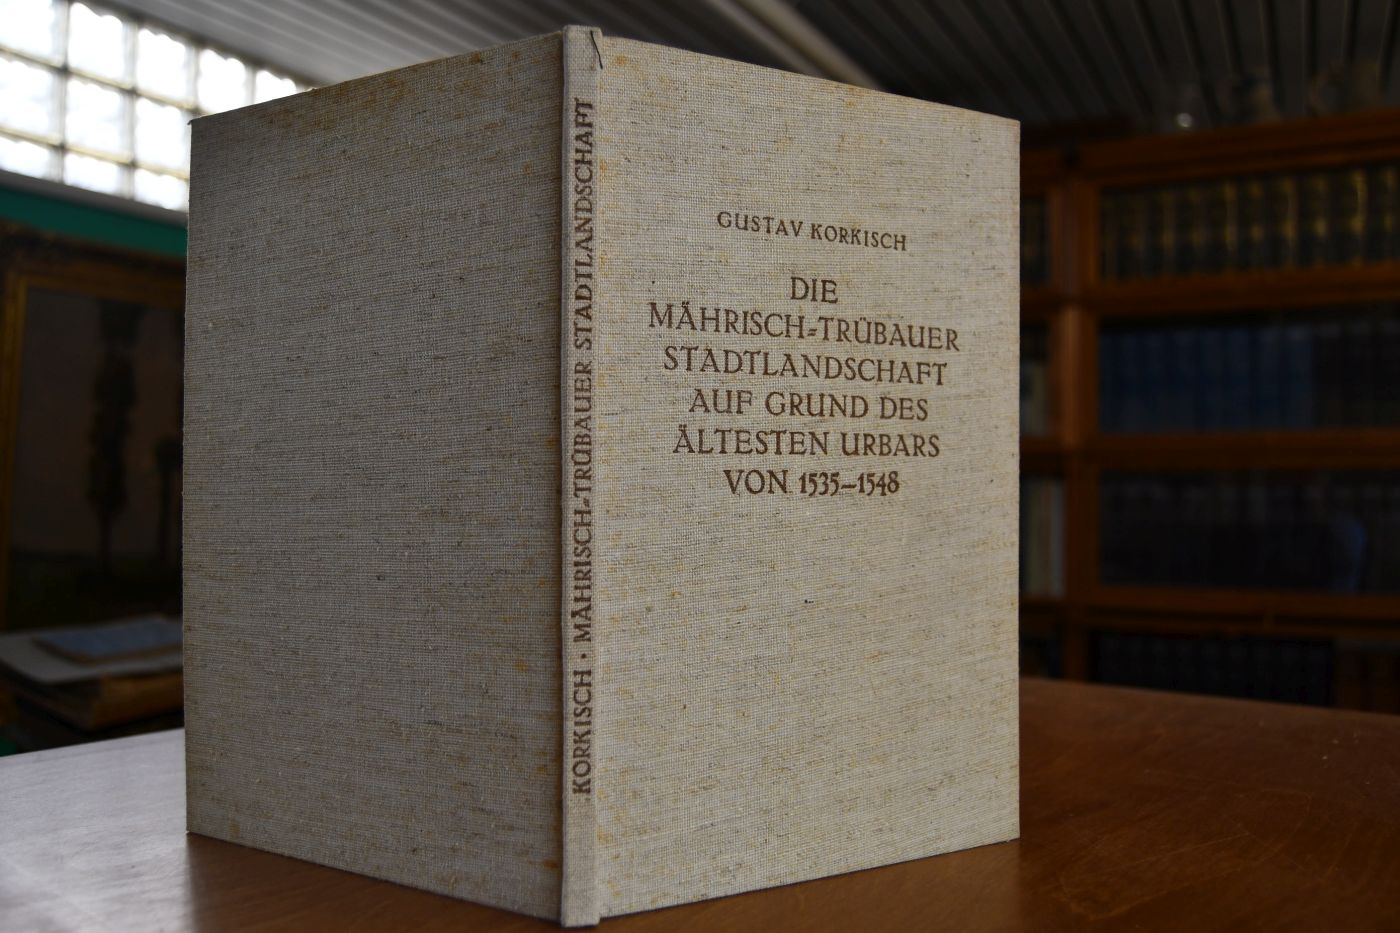 KORKISCH · MÄHRISCH-TRÜBAUER STADTLANDSCHAFT
GUSTAV KORKISCH
DIE
MÄHRISCH-TRÜBAUER
STADTLANDSCHAFT
AUF GRUND DES
ÄLTESTEN URBARS
VON 1535–1548